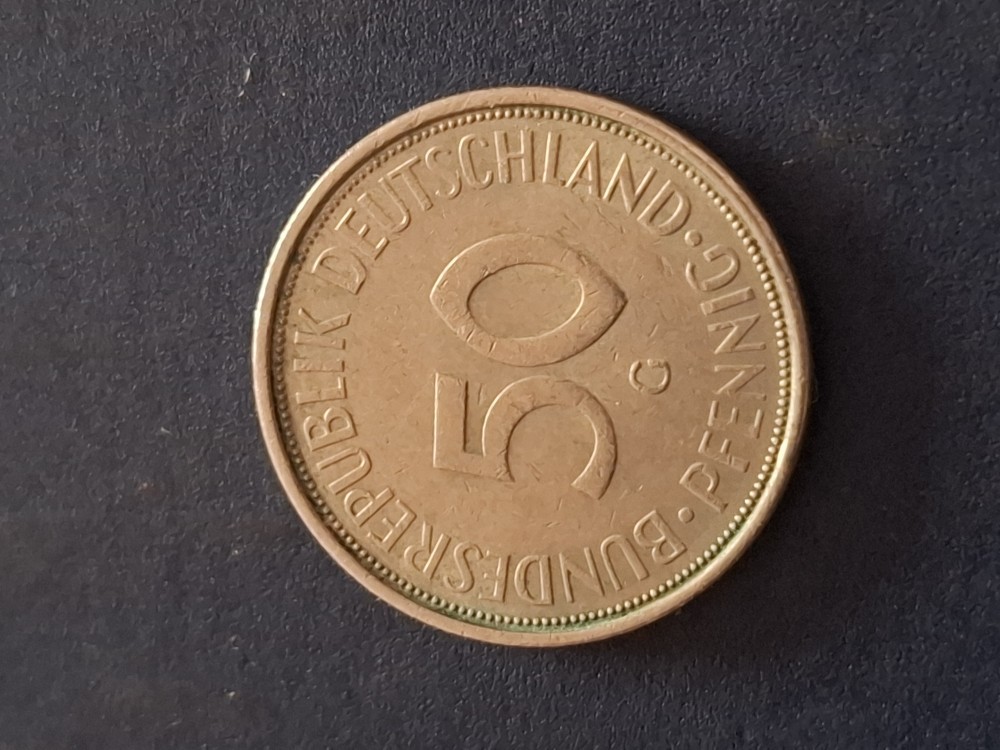 BUNDESREPUBLIK DEUTSCHLAND
50
G
PFENNIG